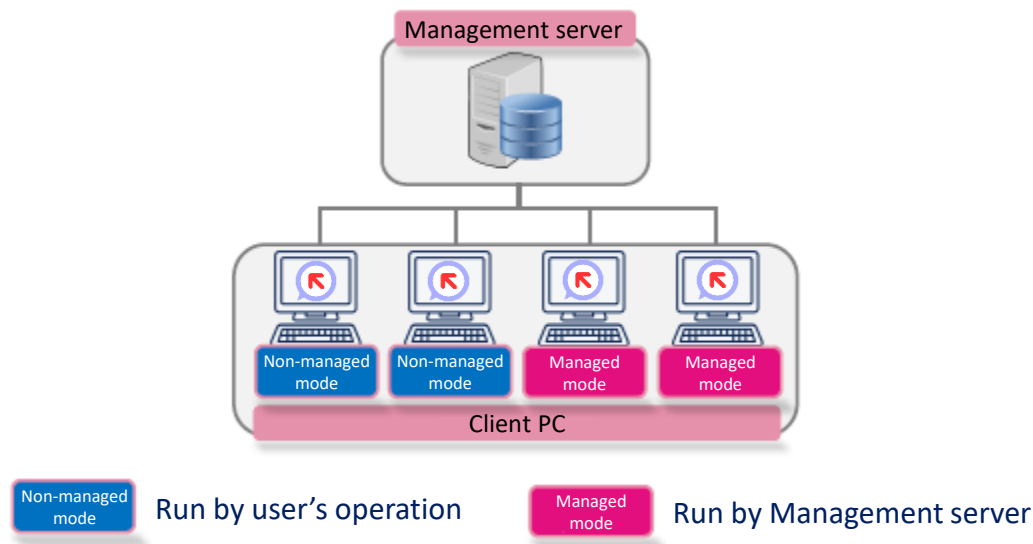 Management server
Non-managed
mode
Non-managed
mode
Managed
mode
Managed
mode
Client PC
Non-managed
mode
Run by user's operation
Managed
mode
Run by Management server